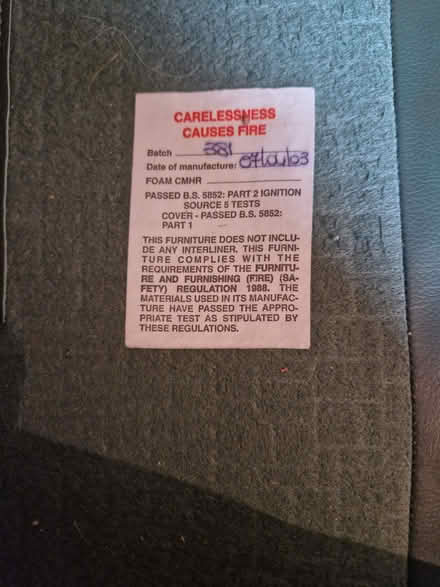 CARELESSNESS
CAUSES FIRE
Batch 381
Date of manufacture: 07/04/03
FOAM CMHR
PASSED B.S. 5852: PART 2 IGNITION
SOURCE 5 TESTS
COVER - PASSED B.S. 5852:
PART 1
THIS FURNITURE DOES NOT INCLU-
DE ANY INTERLINER. THIS FURNI-
TURE COMPLIES WITH THE
REQUIREMENTS OF THE FURNITU-
RE AND FURNISHING (FIRE) (SA-
FETY) REGULATION 1988. THE
MATERIALS USED IN ITS MANUFAC-
TURE HAVE PASSED THE APPRO-
PRIATE TEST AS STIPULATED BY
THESE REGULATIONS.